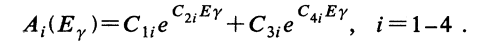 A_i(E_γ)=C_{1i}e^{C_{2i}E_γ}+C_{3i}e^{C_{4i}E_γ}, i=1–4 .